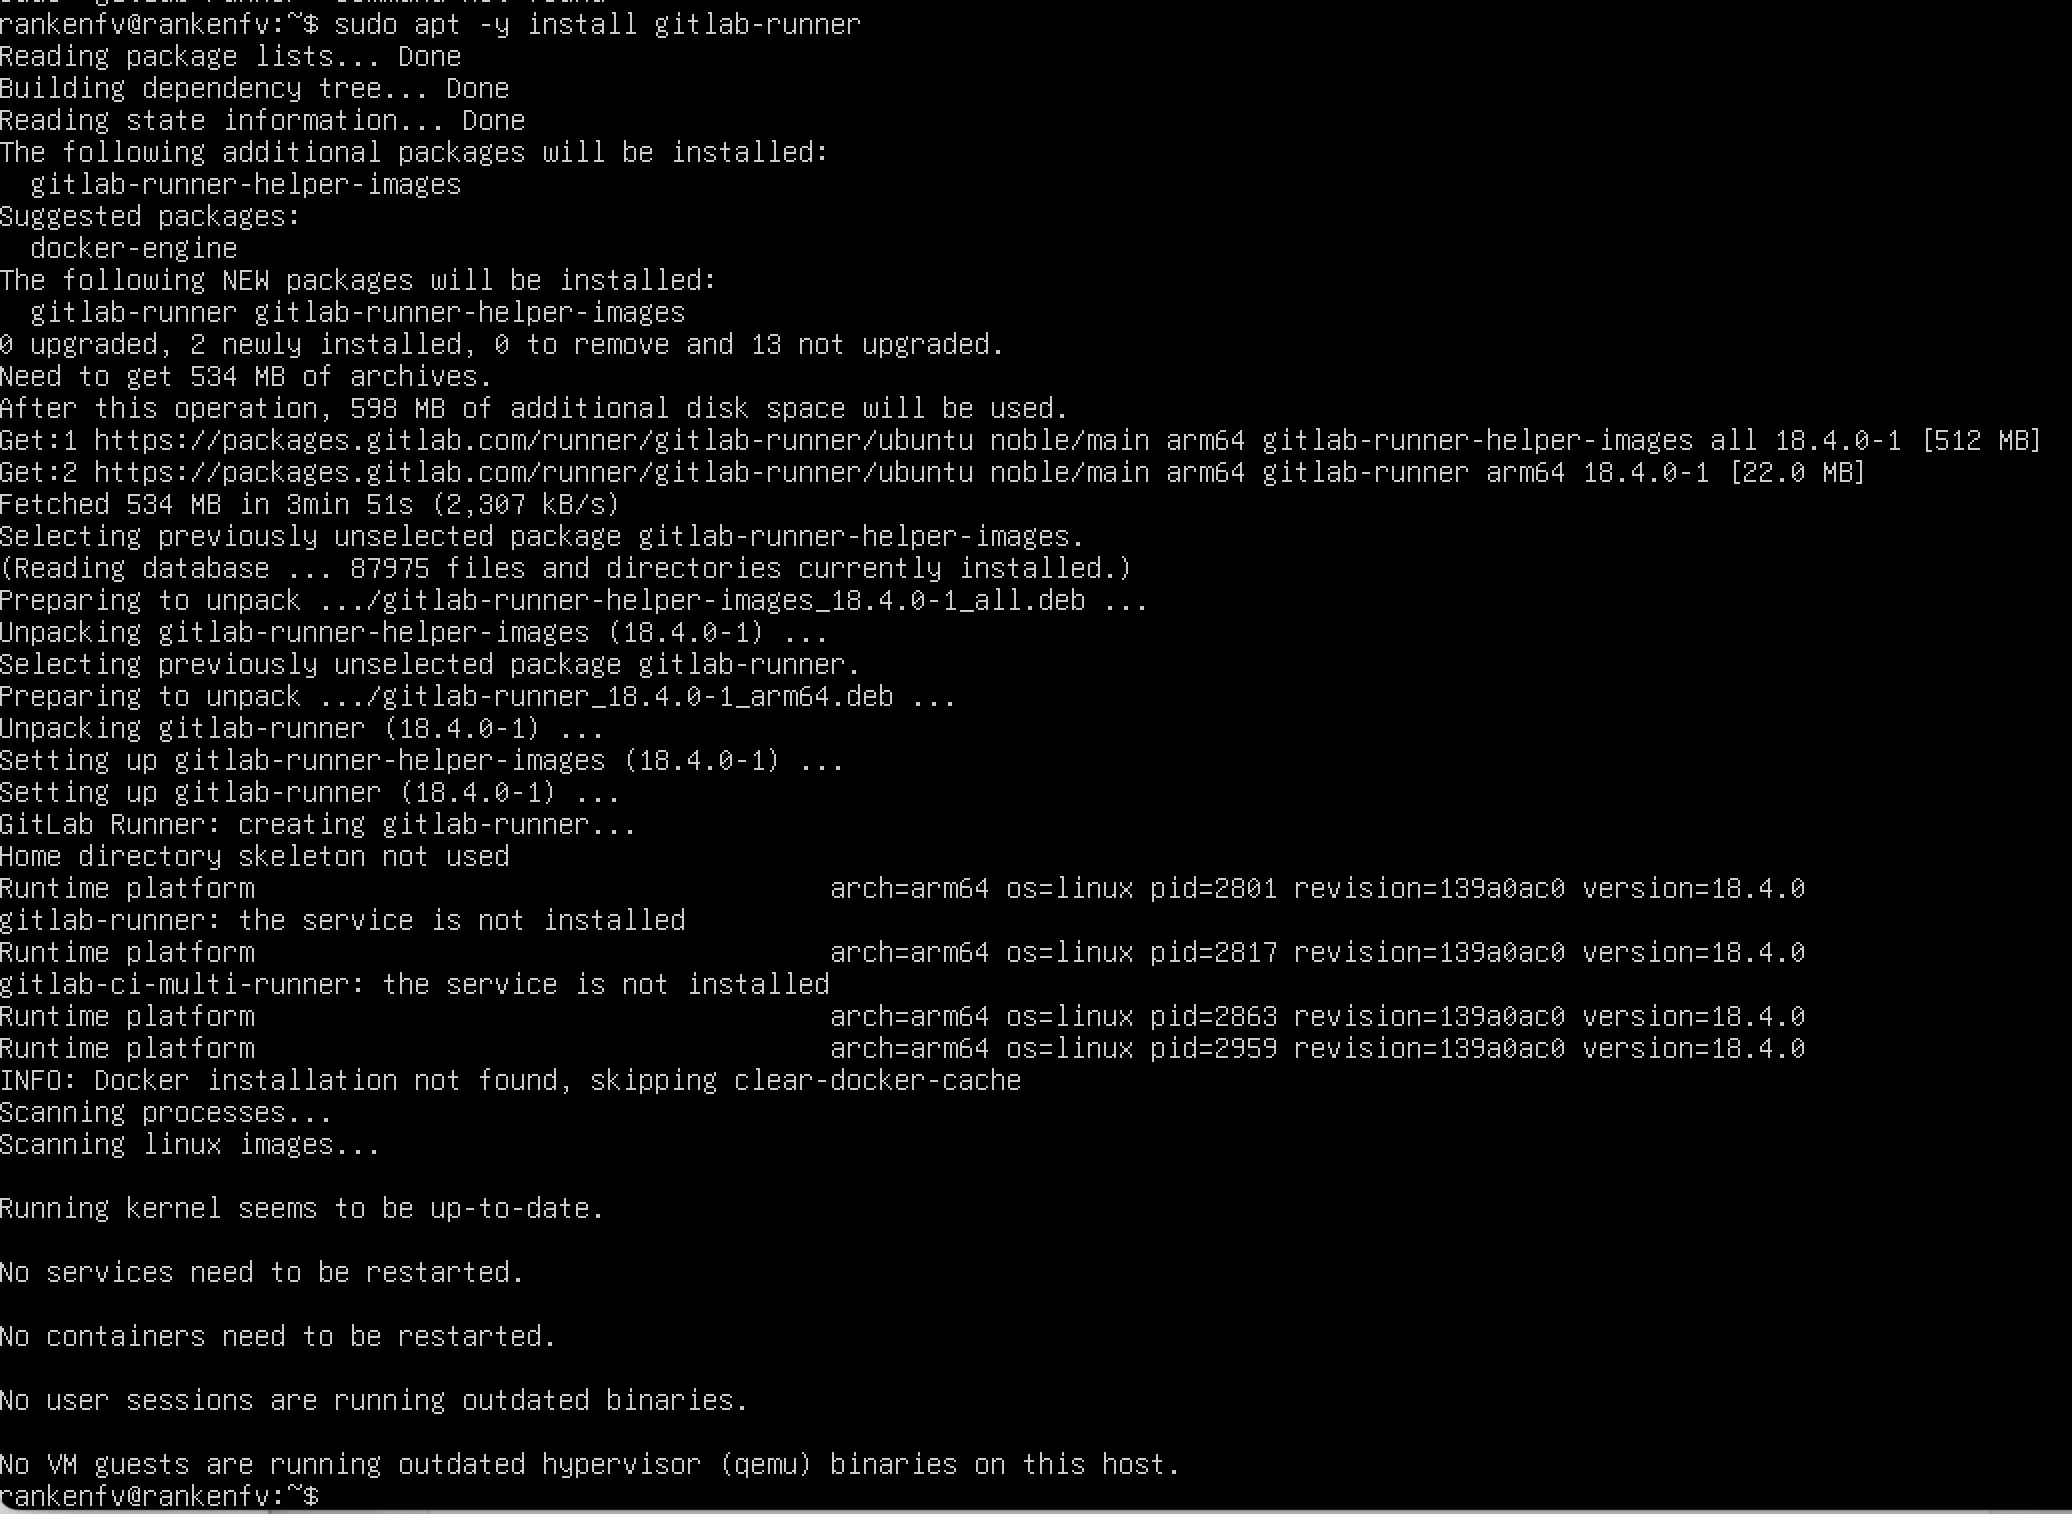 rankenfv@rankenfv:~$ sudo apt -y install gitlab-runner
Reading package lists... Done
Building dependency tree... Done
Reading state information... Done
The following additional packages will be installed:
  gitlab-runner-helper-images
Suggested packages:
  docker-engine
The following NEW packages will be installed:
  gitlab-runner gitlab-runner-helper-images
0 upgraded, 2 newly installed, 0 to remove and 13 not upgraded.
Need to get 534 MB of archives.
After this operation, 598 MB of additional disk space will be used.
Get:1 https://packages.gitlab.com/runner/gitlab-runner/ubuntu noble/main arm64 gitlab-runner-helper-images all 18.4.0-1 [512 MB]
Get:2 https://packages.gitlab.com/runner/gitlab-runner/ubuntu noble/main arm64 gitlab-runner arm64 18.4.0-1 [22.0 MB]
Fetched 534 MB in 3min 51s (2,307 kB/s)
Selecting previously unselected package gitlab-runner-helper-images.
(Reading database ... 87975 files and directories currently installed.)
Preparing to unpack .../gitlab-runner-helper-images_18.4.0-1_all.deb ...
Unpacking gitlab-runner-helper-images (18.4.0-1) ...
Selecting previously unselected package gitlab-runner.
Preparing to unpack .../gitlab-runner_18.4.0-1_arm64.deb ...
Unpacking gitlab-runner (18.4.0-1) ...
Setting up gitlab-runner-helper-images (18.4.0-1) ...
Setting up gitlab-runner (18.4.0-1) ...
GitLab Runner: creating gitlab-runner...
Home directory skeleton not used
Runtime platform                                    arch=arm64 os=linux pid=2801 revision=139a0ac0 version=18.4.0
gitlab-runner: the service is not installed
Runtime platform                                    arch=arm64 os=linux pid=2817 revision=139a0ac0 version=18.4.0
gitlab-ci-multi-runner: the service is not installed
Runtime platform                                    arch=arm64 os=linux pid=2863 revision=139a0ac0 version=18.4.0
Runtime platform                                    arch=arm64 os=linux pid=2959 revision=139a0ac0 version=18.4.0
INFO: Docker installation not found, skipping clear-docker-cache
Scanning processes...
Scanning linux images...
Running kernel seems to be up-to-date.
No services need to be restarted.
No containers need to be restarted.
No user sessions are running outdated binaries.
No VM guests are running outdated hypervisor (qemu) binaries on this host.
rankenfv@rankenfv:~$